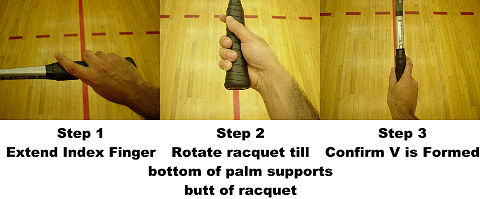 Step 1
Extend Index Finger
Step 2
Rotate racquet till
bottom of palm supports
butt of racquet
Step 3
Confirm V is Formed